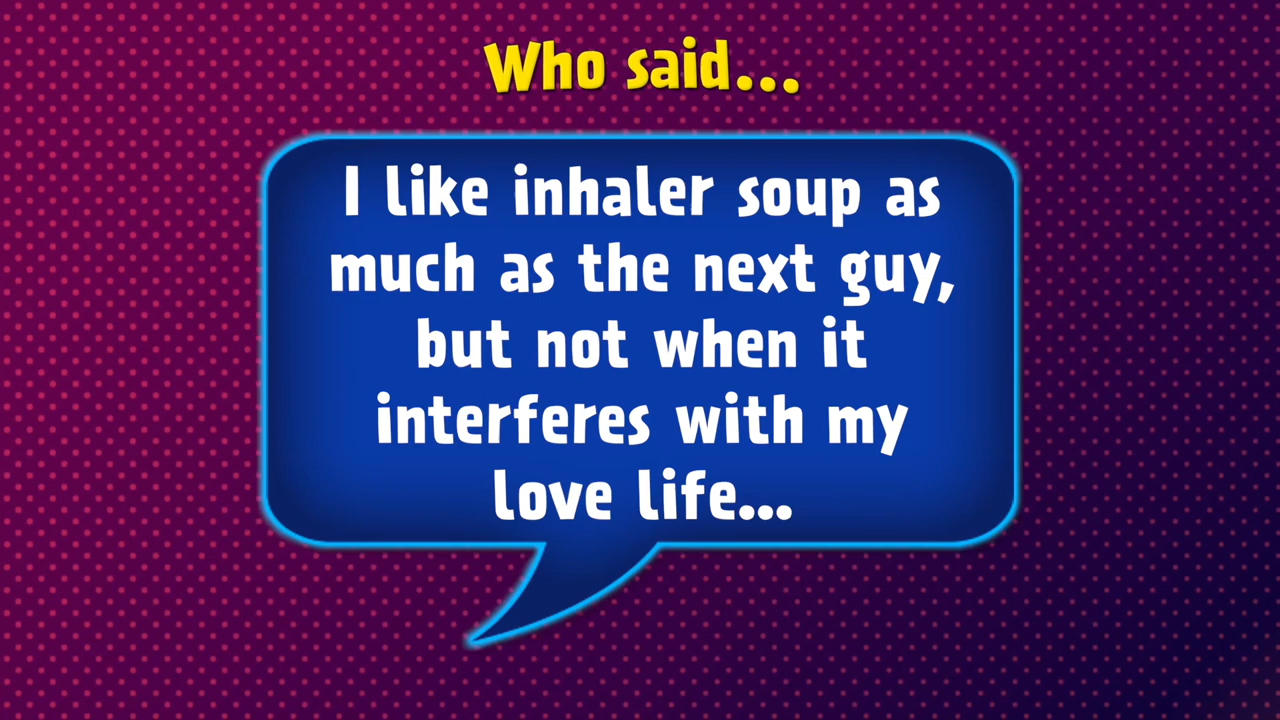 Who said...
I like inhaler soup as
much as the next guy,
but not when it
interferes with my
love life...